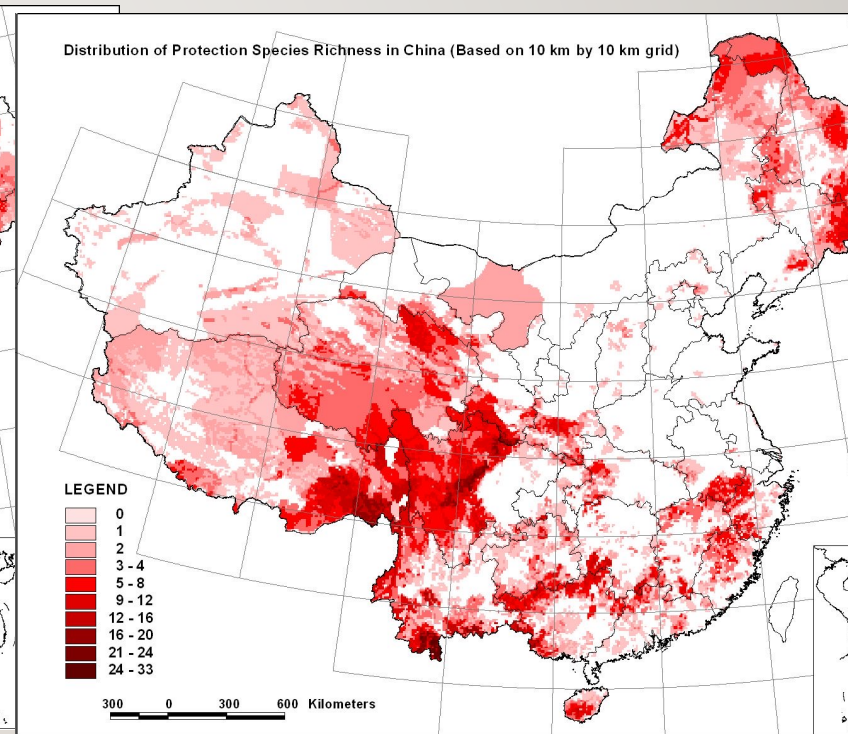 Distribution of Protection Species Richness in China (Based on 10 km by 10 km grid)
LEGEND
0
1
2
3 - 4
5 - 8
9 - 12
12 - 16
16 - 20
21 - 24
24 - 33
300 0 300 600 Kilometers